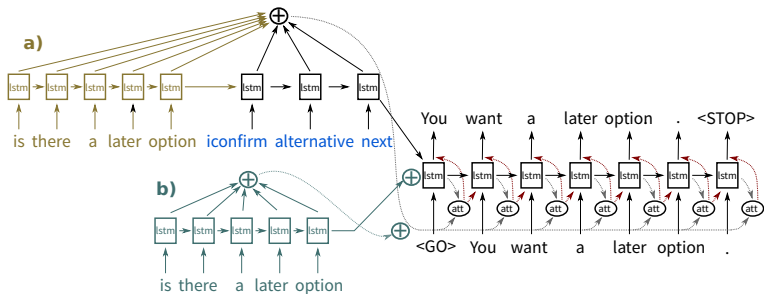 a)
lstm lstm lstm lstm lstm lstm lstm lstm
is there a later option iconfirm alternative next
You want a later option . <STOP>
lstm lstm lstm lstm lstm lstm lstm
att att att att att att att
<GO> You want a later option .
b)
lstm lstm lstm lstm lstm
is there a later option